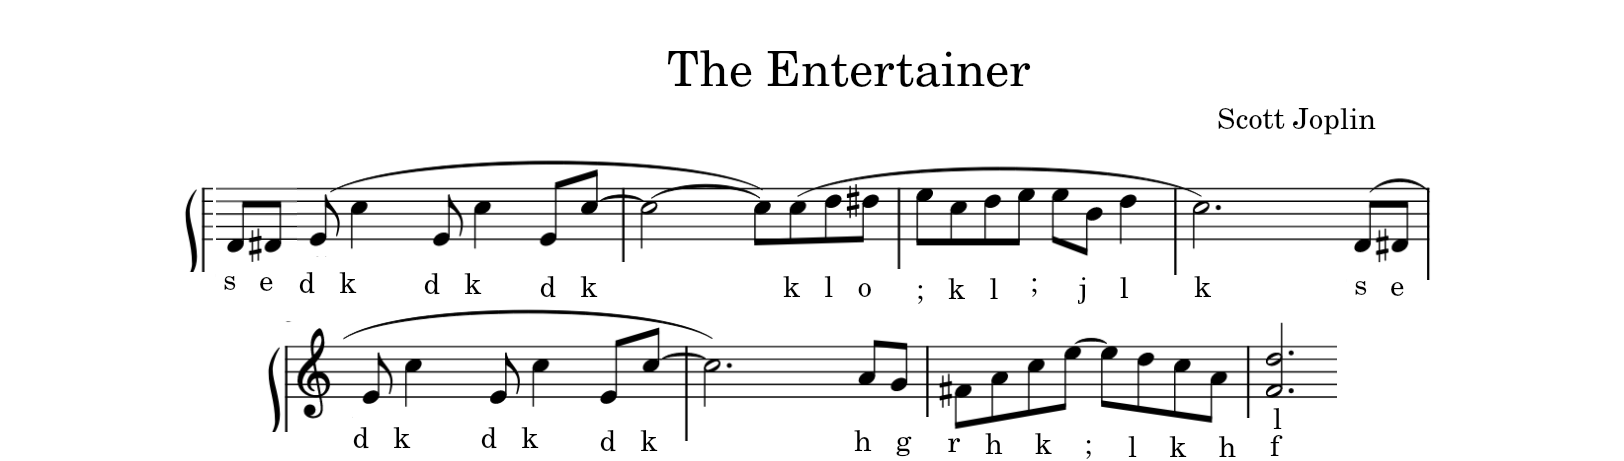 The Entertainer
Scott Joplin
s e d k d k d k k l o ; k l ; j l k s e
d k d k d k h g r h k ; l k h l
f